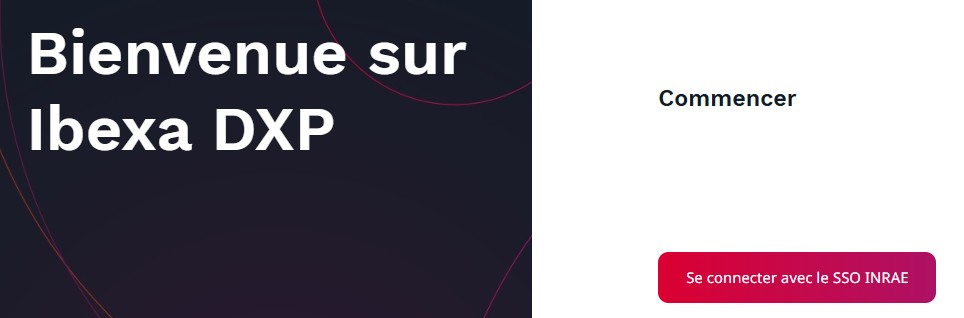 Bienvenue sur
Ibexa DXP
Commencer
Se connecter avec le SSO INRAE